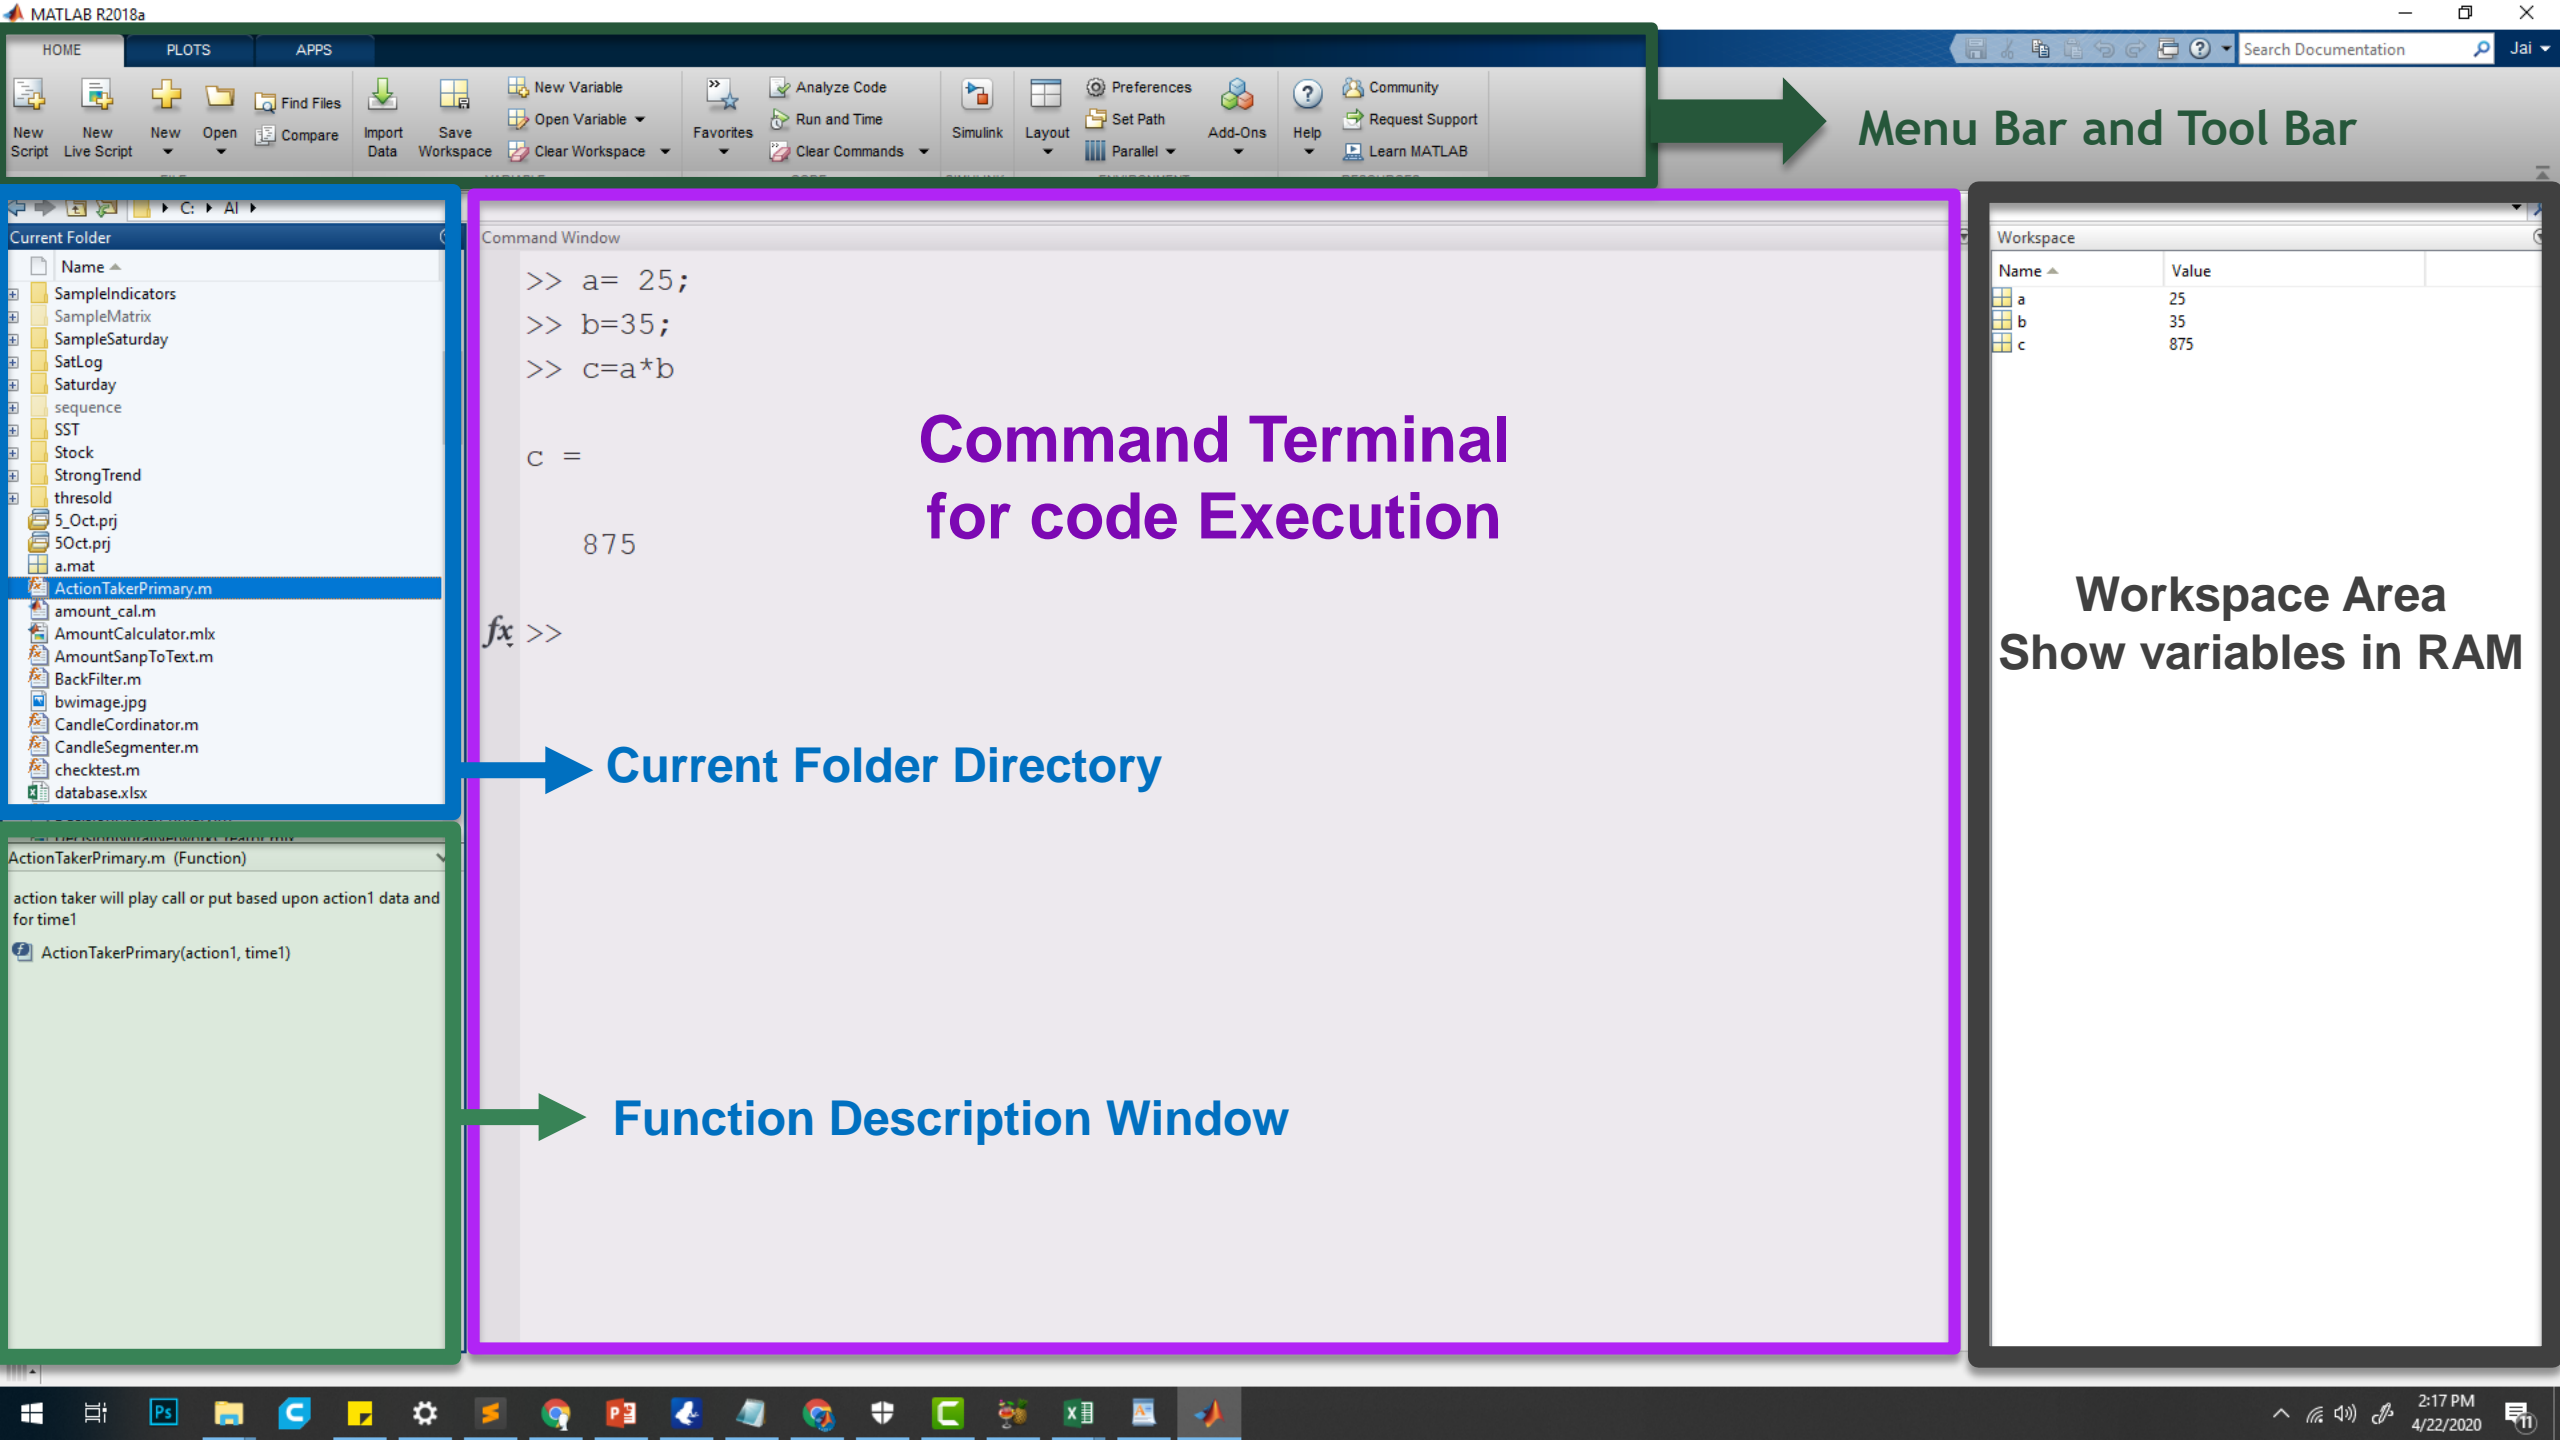 MATLAB R2018a
HOME
PLOTS
APPS
Search Documentation
Jai
New Script
New Live Script
New
Open
Find Files
Compare
Import Data
Save Workspace
New Variable
Open Variable
Clear Workspace
Favorites
Analyze Code
Run and Time
Clear Commands
Simulink
Layout
Preferences
Set Path
Parallel
Add-Ons
Help
Community
Request Support
Learn MATLAB
Menu Bar and Tool Bar
C:
AI
Current Folder
Name
SampleIndicators
SampleMatrix
SampleSaturday
SatLog
Saturday
sequence
SST
Stock
StrongTrend
thresold
5_Oct.prj
5Oct.prj
a.mat
ActionTakerPrimary.m
amount_cal.m
AmountCalculator.mlx
AmountSanpToText.m
BackFilter.m
bwimage.jpg
CandleCordinator.m
CandleSegmenter.m
checktest.m
database.xlsx
ActionTakerPrimary.m (Function)
action taker will play call or put based upon action1 data and
for time1
ActionTakerPrimary(action1, time1)
Command Window
>> a= 25;
>> b=35;
>> c=a*b
c =
875
fx >>
Command Terminal
for code Execution
Current Folder Directory
Function Description Window
Workspace
Name Value
a 25
b 35
c 875
Workspace Area
Show variables in RAM
2:17 PM
4/22/2020
11